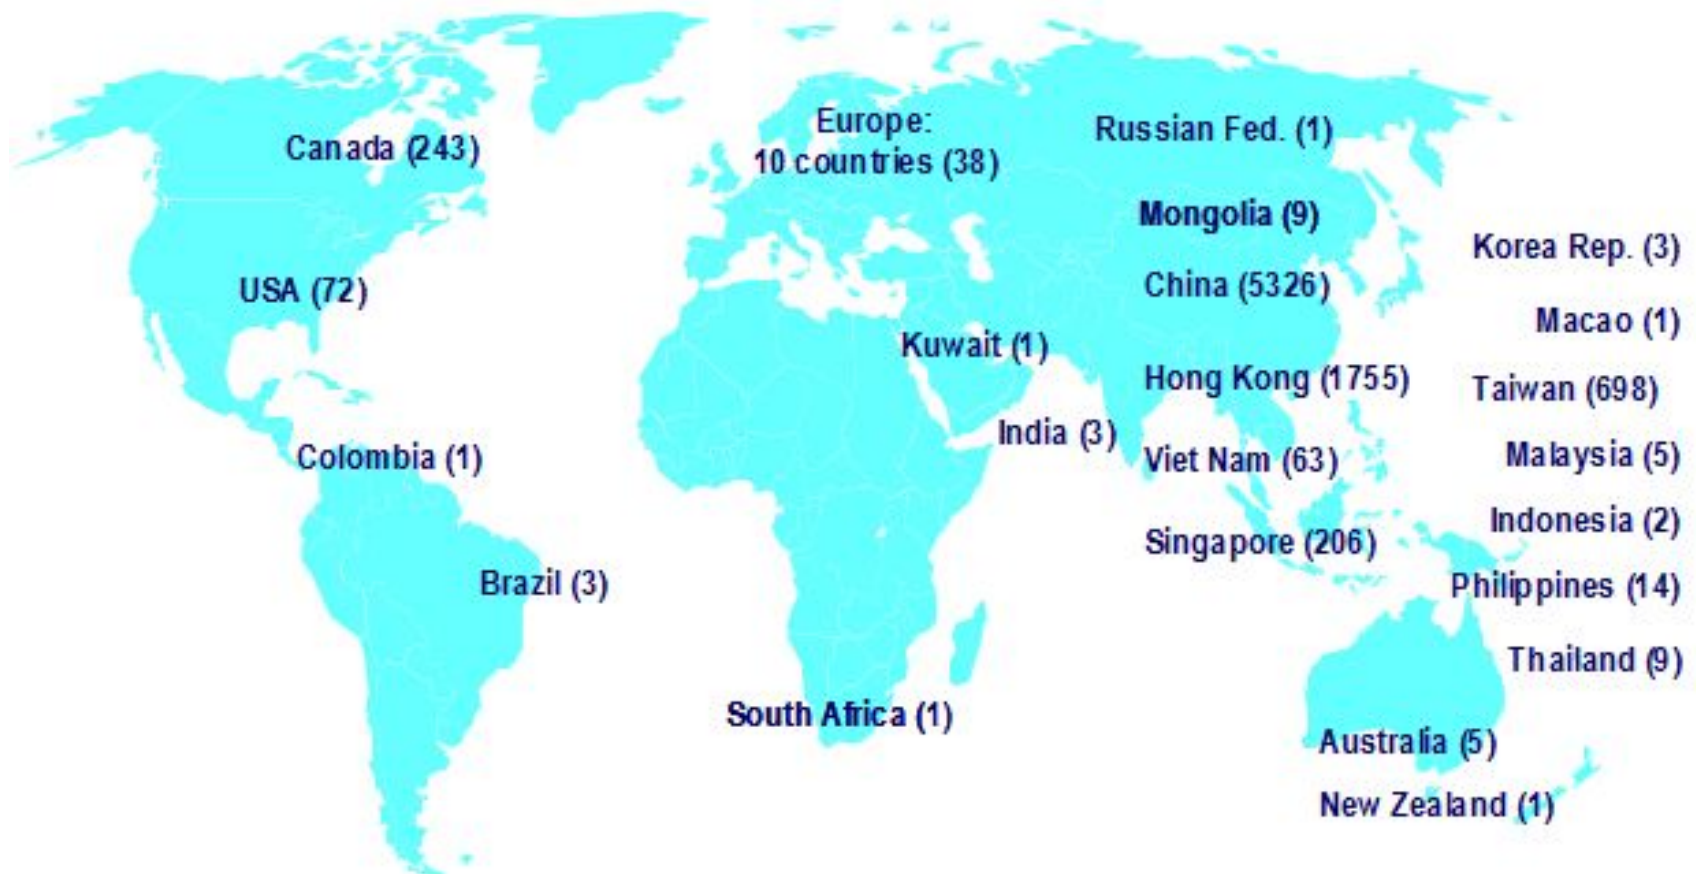 Canada (243)
USA (72)
Colombia (1)
Brazil (3)
Europe:
10 countries (38)
Kuwait (1)
India (3)
South Africa (1)
Russian Fed. (1)
Mongolia (9)
China (5326)
Hong Kong (1755)
Viet Nam (63)
Singapore (206)
Korea Rep. (3)
Macao (1)
Taiwan (698)
Malaysia (5)
Indonesia (2)
Philippines (14)
Thailand (9)
Australia (5)
New Zealand (1)